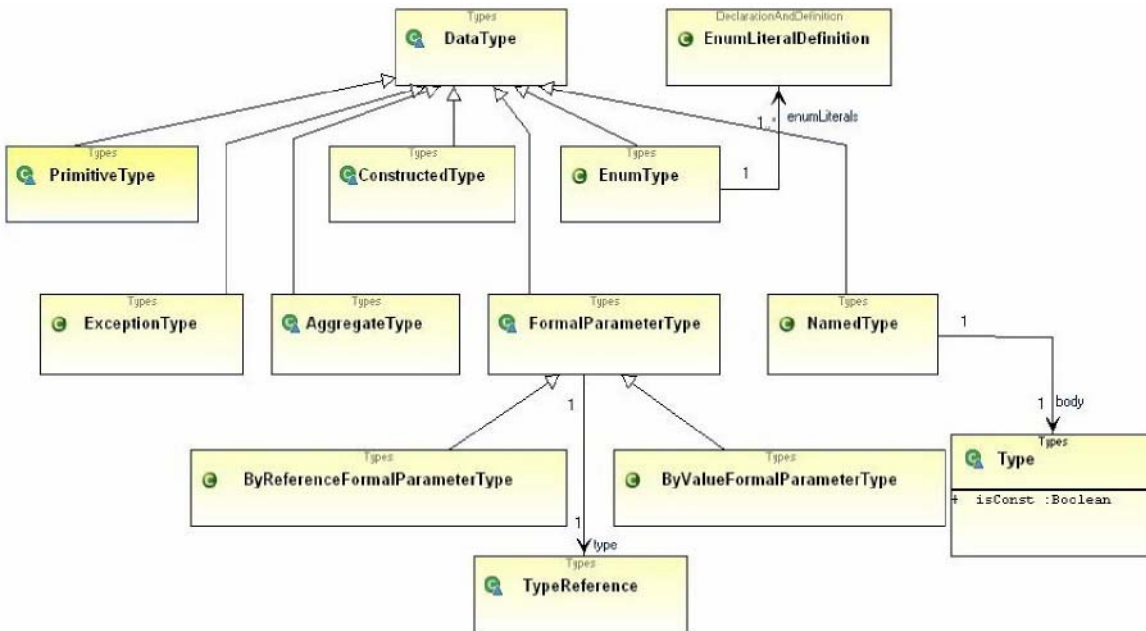 Types
DataType
DeclarationAndDefinition
EnumLiteralDefinition
1..*
enumLiterals
Types
PrimitiveType
Types
ConstructedType
Types
EnumType
1
Types
ExceptionType
Types
AggregateType
Types
FormalParameterType
Types
NamedType
1
1
1 body
Types
ByReferenceFormalParameterType
Types
ByValueFormalParameterType
Types
Type
+ isConst :Boolean
1
type
Types
TypeReference